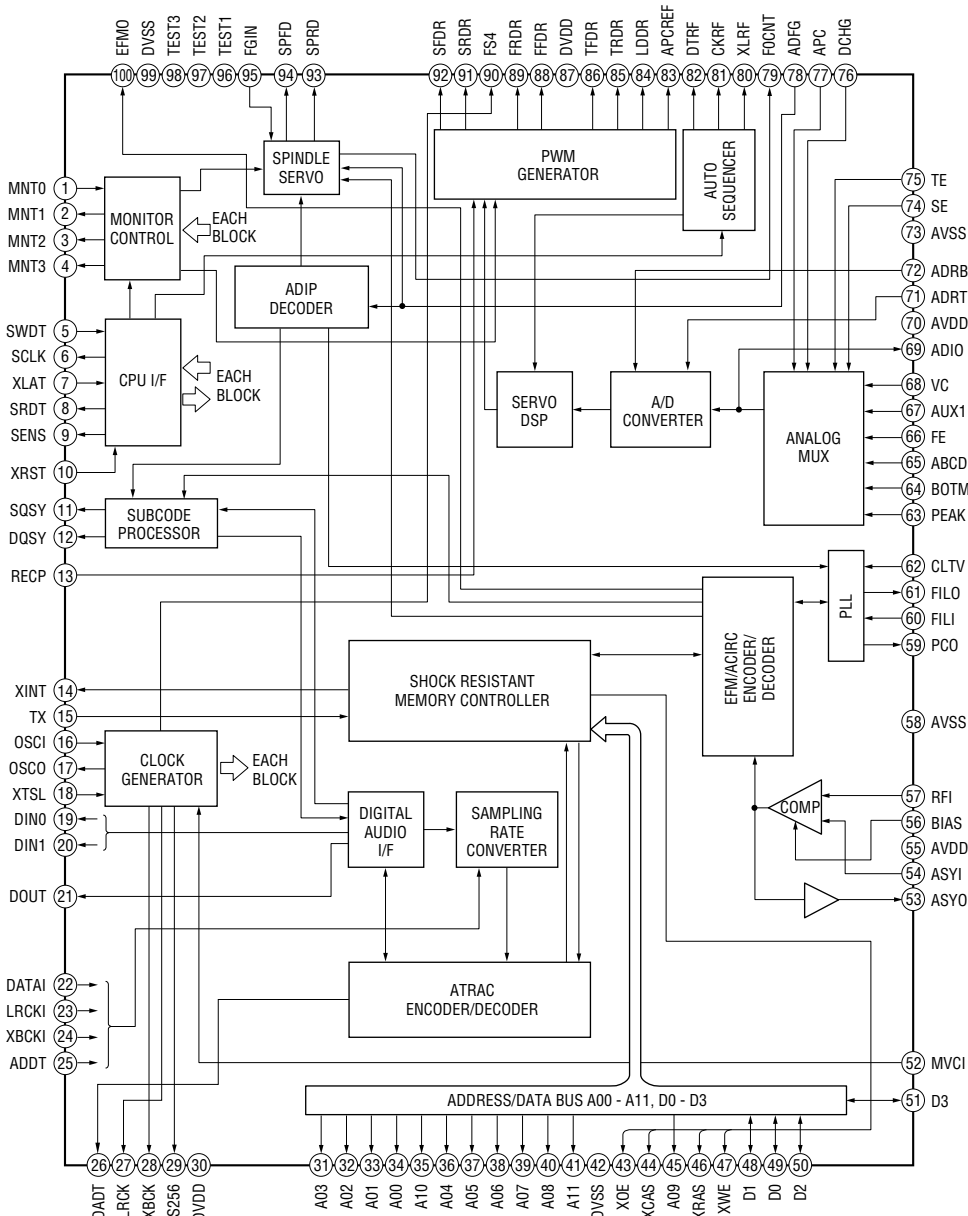 EFMO DVSS TEST3 TEST2 TEST1 FGIN SPFD SPRD SFDR SRDR FS4 FRDR FFDR DVDD TFDR TRDR LDDR APCREF DTRF CKRF XLRF F0CNT ADFG APC DCHG
100 99 98 97 96 95 94 93 92 91 90 89 88 87 86 85 84 83 82 81 80 79 78 77 76
MNT0 1
MNT1 2
MNT2 3
MNT3 4
MONITOR
CONTROL
EACH
BLOCK
SPINDLE
SERVO
PWM
GENERATOR
AUTO
SEQUENCER
75 TE
74 SE
73 AVSS
72 ADRB
71 ADRT
70 AVDD
69 ADIO
68 VC
67 AUX1
66 FE
65 ABCD
64 BOTM
63 PEAK
ADIP
DECODER
SWDT 5
SCLK 6
XLAT 7
SRDT 8
SENS 9
XRST 10
CPU I/F
EACH
BLOCK
SERVO
DSP
A/D
CONVERTER
ANALOG
MUX
SQSY 11
DQSY 12
RECP 13
SUBCODE
PROCESSOR
62 CLTV
61 FILO
60 FILI
59 PCO
PLL
EFM/ACIRC
ENCODER/
DECODER
SHOCK RESISTANT
MEMORY CONTROLLER
XINT 14
TX 15
OSCI 16
OSCO 17
XTSL 18
DIN0 19
DIN1 20
DOUT 21
CLOCK
GENERATOR
EACH
BLOCK
58 AVSS
57 RFI
56 BIAS
55 AVDD
54 ASYI
53 ASYO
COMP
DIGITAL
AUDIO
I/F
SAMPLING
RATE
CONVERTER
DATAI 22
LRCKI 23
XBCKI 24
ADDT 25
ATRAC
ENCODER/DECODER
52 MVCI
51 D3
ADDRESS/DATA BUS A00 - A11, D0 - D3
26 27 28 29 30 31 32 33 34 35 36 37 38 39 40 41 42 43 44 45 46 47 48 49 50
DADT LRCK XBCK S256 DVDD A03 A02 A01 A00 A10 A04 A05 A06 A07 A08 A11 DVSS XOE XCAS A09 XRAS XWE D1 D0 D2